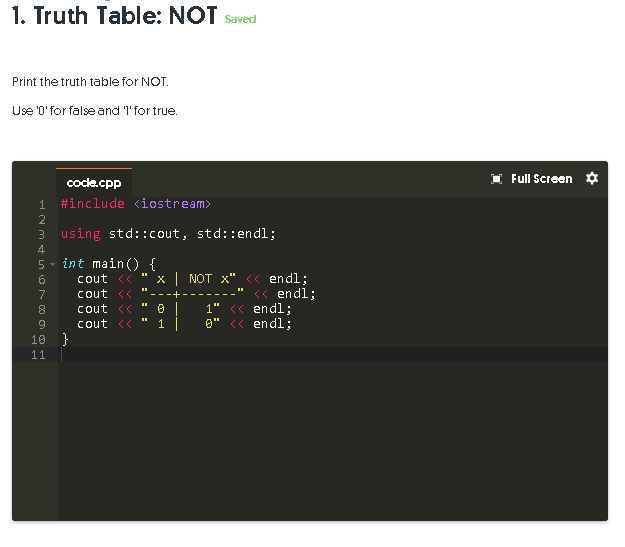 1. Truth Table: NOT Saved
Print the truth table for NOT.
Use '0' for false and '1' for true.
code.cpp Full Screen
1 #include <iostream>
2
3 using std::cout, std::endl;
4
5 int main() {
6   cout << " x | NOT x" << endl;
7   cout << "---+-------" << endl;
8   cout << " 0 |   1" << endl;
9   cout << " 1 |   0" << endl;
10 }
11